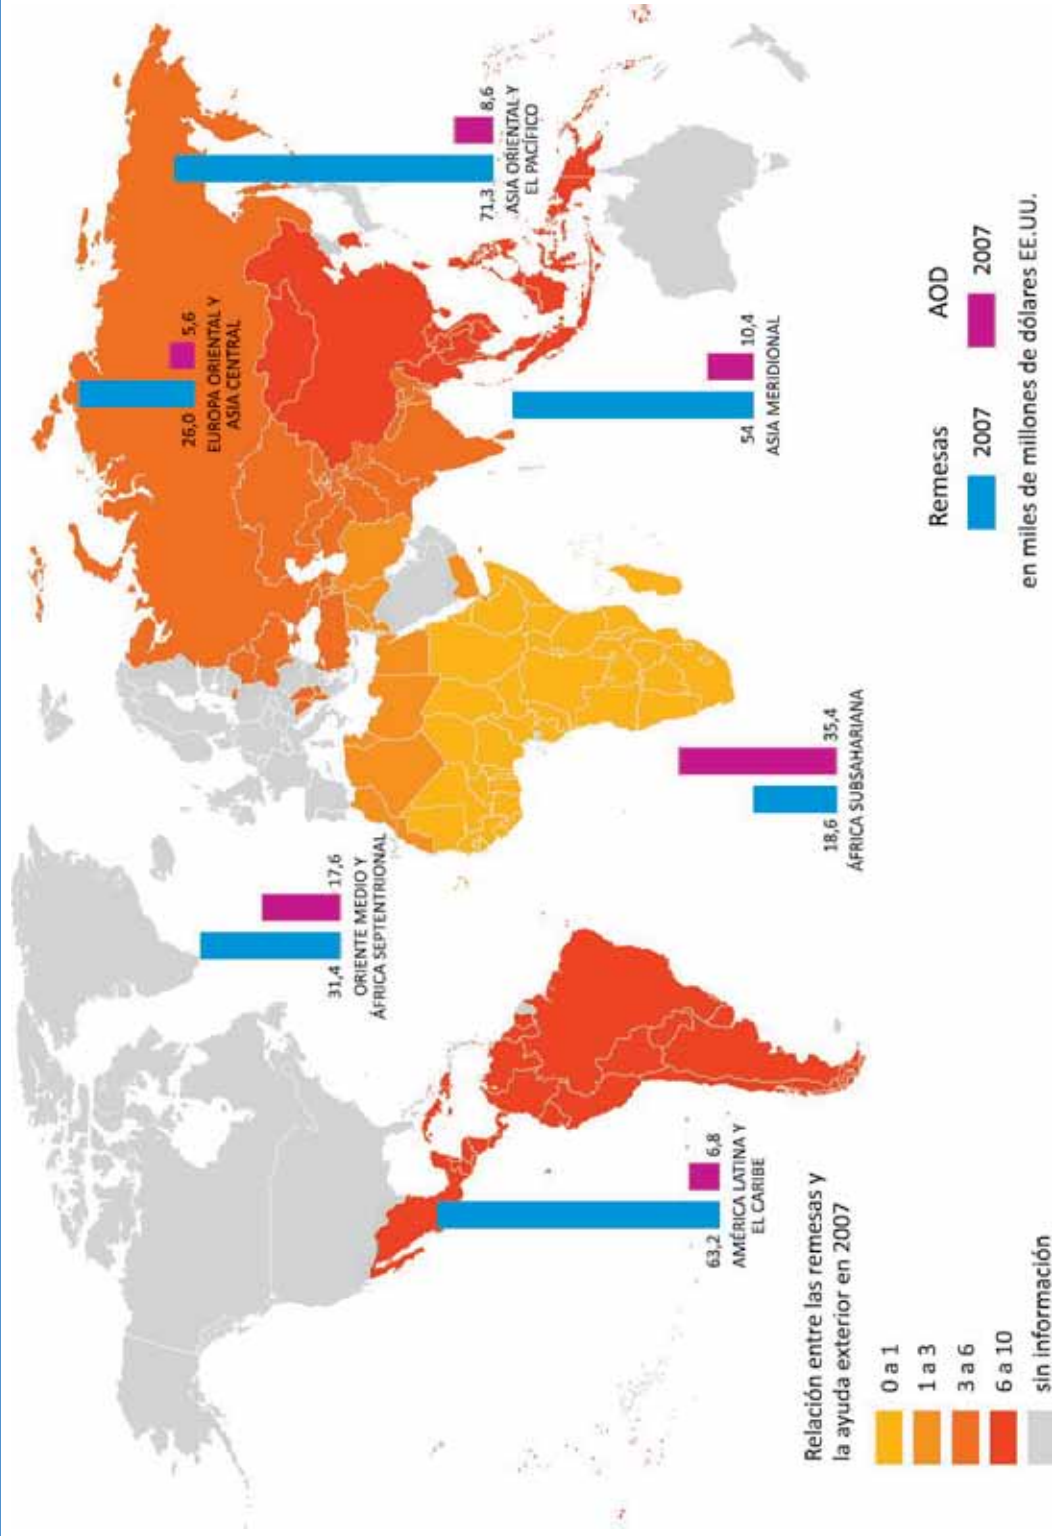 26,0 5,6
EUROPA ORIENTAL Y
ASIA CENTRAL
71,3 8,6
ASIA ORIENTAL Y
EL PACÍFICO
31,4 17,6
ORIENTE MEDIO Y
ÁFRICA SEPTENTRIONAL
54 10,4
ASIA MERIDIONAL
63,2 6,8
AMÉRICA LATINA Y
EL CARIBE
18,6 35,4
ÁFRICA SUBSAHARIANA
Relación entre las remesas y
la ayuda exterior en 2007
0 a 1
1 a 3
3 a 6
6 a 10
sin información
Remesas AOD
2007 2007
en miles de millones de dólares EE.UU.